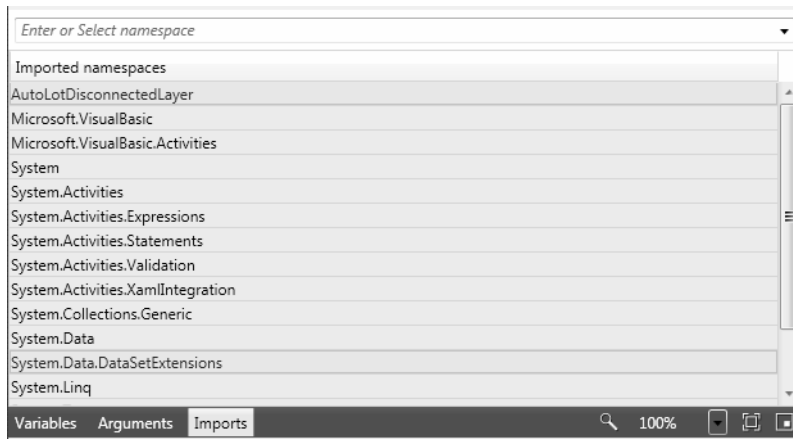 Enter or Select namespace
Imported namespaces
AutoLotDisconnectedLayer
Microsoft.VisualBasic
Microsoft.VisualBasic.Activities
System
System.Activities
System.Activities.Expressions
System.Activities.Statements
System.Activities.Validation
System.Activities.XamlIntegration
System.Collections.Generic
System.Data
System.Data.DataSetExtensions
System.Linq
Variables Arguments Imports 100%